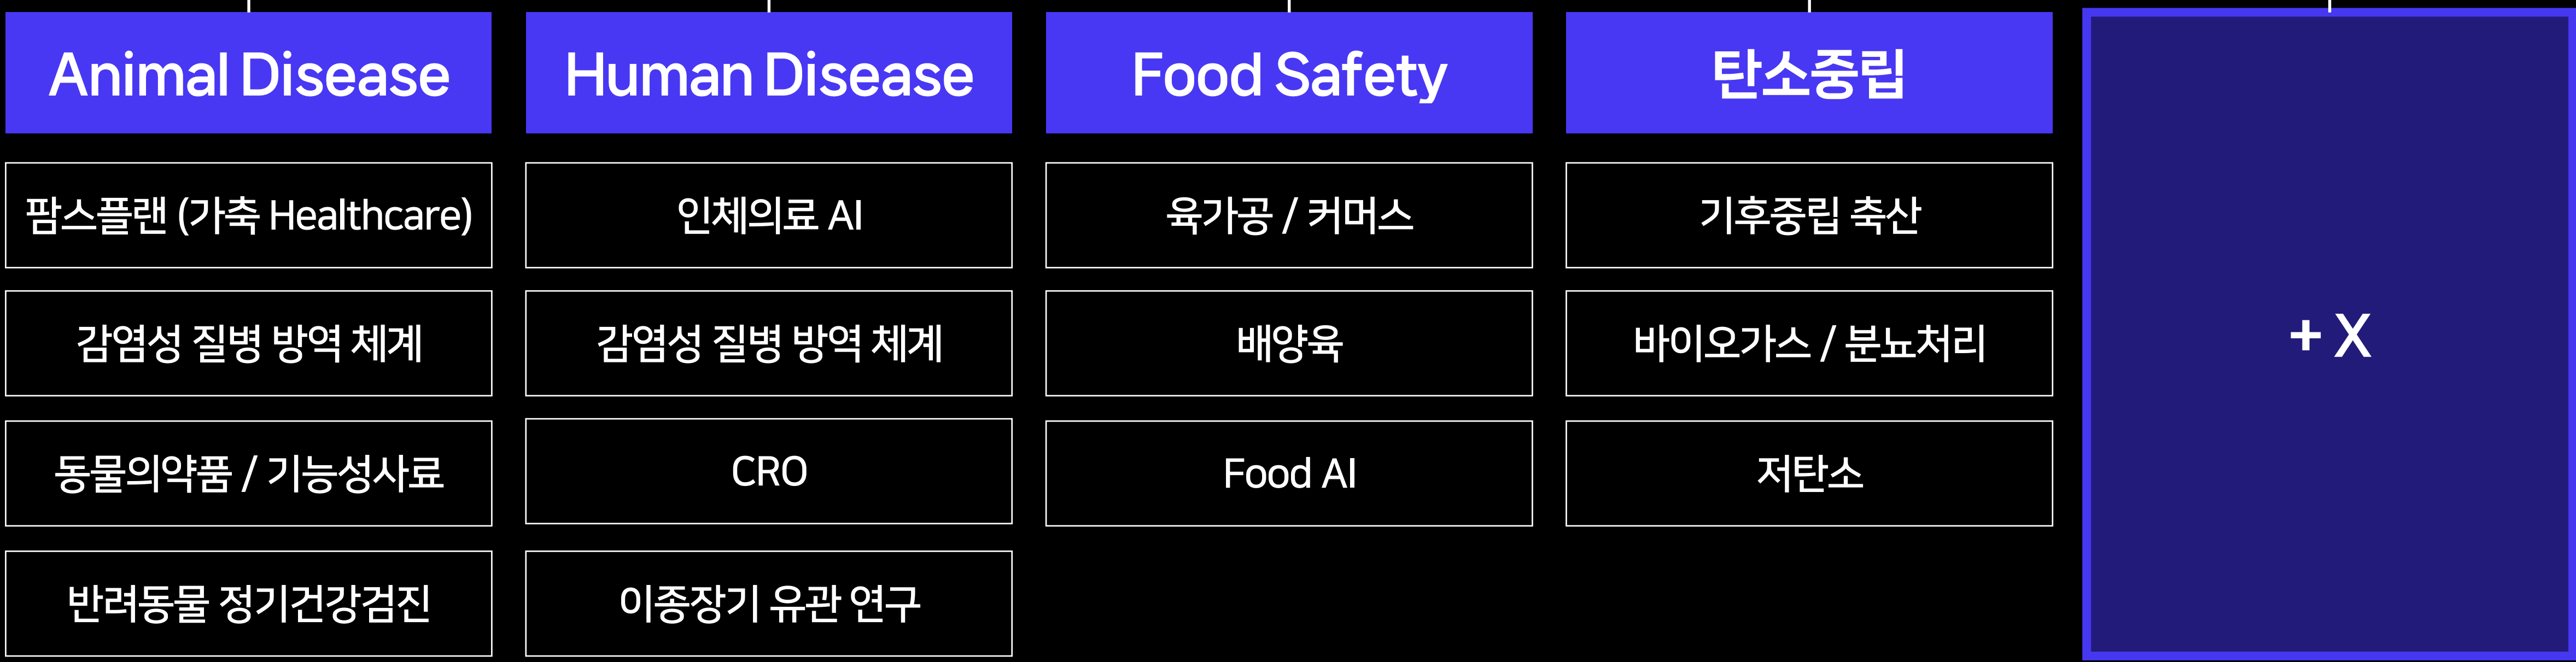 Animal Disease
Human Disease
Food Safety
탄소중립
팜스플랜 (가축 Healthcare)
인체의료 AI
육가공 / 커머스
기후중립 축산
감염성 질병 방역 체계
감염성 질병 방역 체계
배양육
바이오가스 / 분뇨처리
+ X
동물의약품 / 기능성사료
CRO
Food AI
저탄소
반려동물 정기건강검진
이종장기 유관 연구